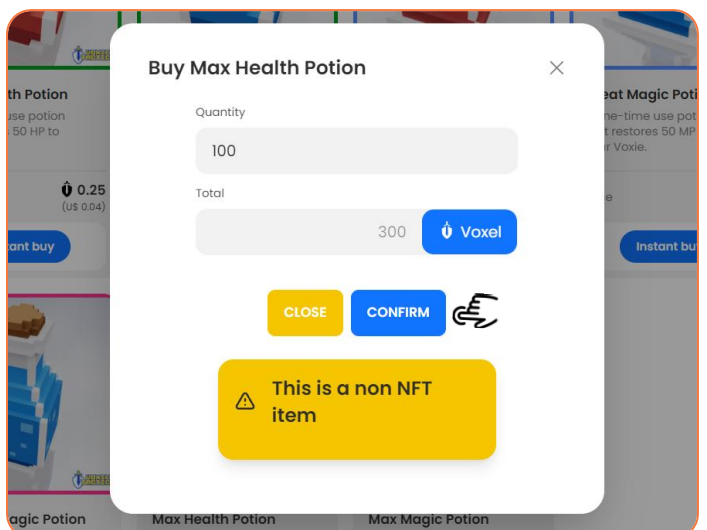 Buy Max Health Potion
Quantity
100
Total
300 Voxel
CLOSE CONFIRM
This is a non NFT
item
th Potion
use potion
50 HP to
0.25
(US 0.04)
ant buy
eat Magic Poti
ne-time use pot
t restores 50 MP
r Voxie.
e
Instant bu
agic Potion
Max Health Potion
Max Magic Potion